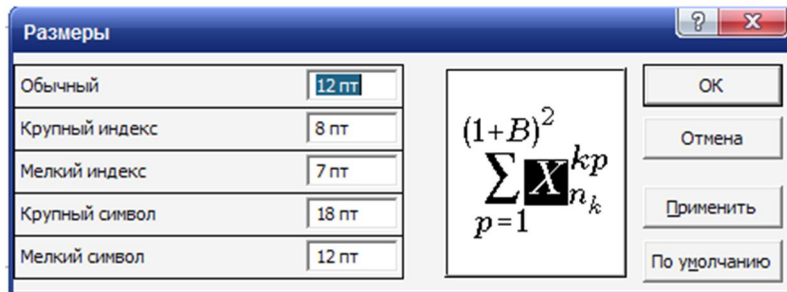 Размеры
Обычный 12 пт
Крупный индекс 8 пт
Мелкий индекс 7 пт
Крупный символ 18 пт
Мелкий символ 12 пт
(1+B)²
∑ X kp
n k
p=1
OK
Отмена
Применить
По умолчанию